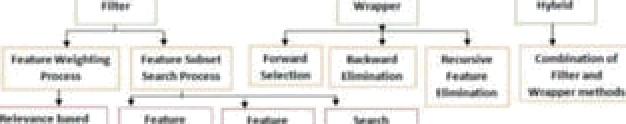 Filter
Wrapper
Hybrid
Feature Weighting
Process
Feature Subset
Search Process
Forward
Selection
Backward
Elimination
Recursive
Feature
Elimination
Combination of
Filter and
Wrapper methods
Relevance based
Feature
Feature
Search